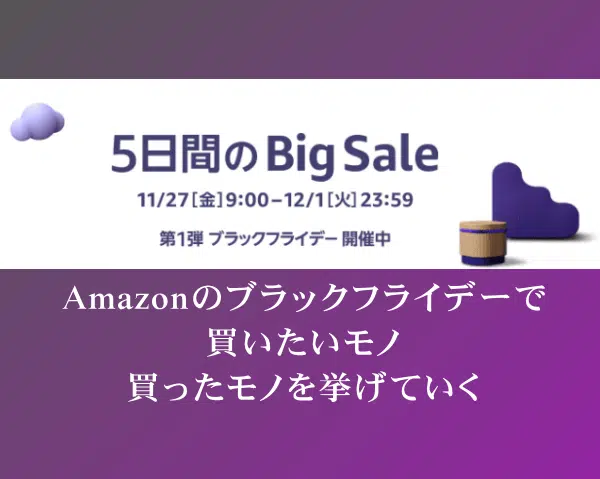 5日間のBig Sale
11/27[金]9:00－12/1[火]23:59
第1弾 ブラックフライデー 開催中
Amazonのブラックフライデーで
買いたいモノ
買ったモノを挙げていく